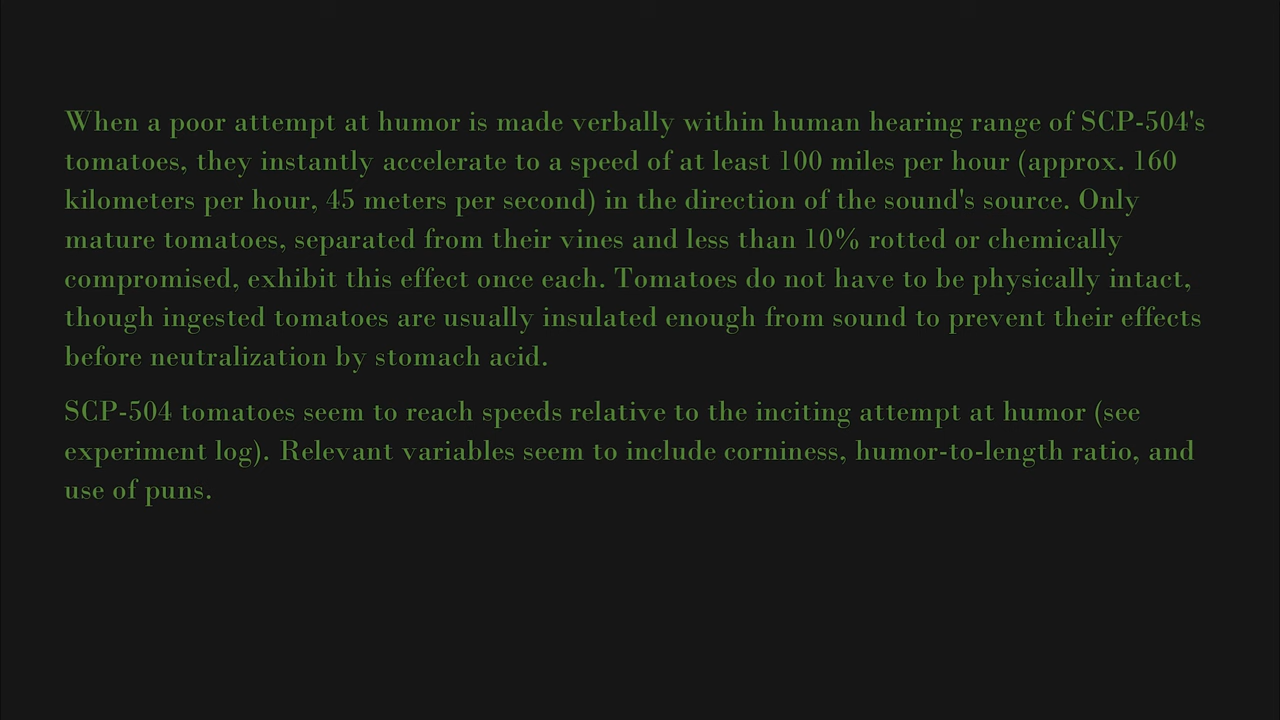 When a poor attempt at humor is made verbally within human hearing range of SCP-504's
tomatoes, they instantly accelerate to a speed of at least 100 miles per hour (approx. 160
kilometers per hour, 45 meters per second) in the direction of the sound's source. Only
mature tomatoes, separated from their vines and less than 10% rotted or chemically
compromised, exhibit this effect once each. Tomatoes do not have to be physically intact,
though ingested tomatoes are usually insulated enough from sound to prevent their effects
before neutralization by stomach acid.
SCP-504 tomatoes seem to reach speeds relative to the inciting attempt at humor (see
experiment log). Relevant variables seem to include corniness, humor-to-length ratio, and
use of puns.